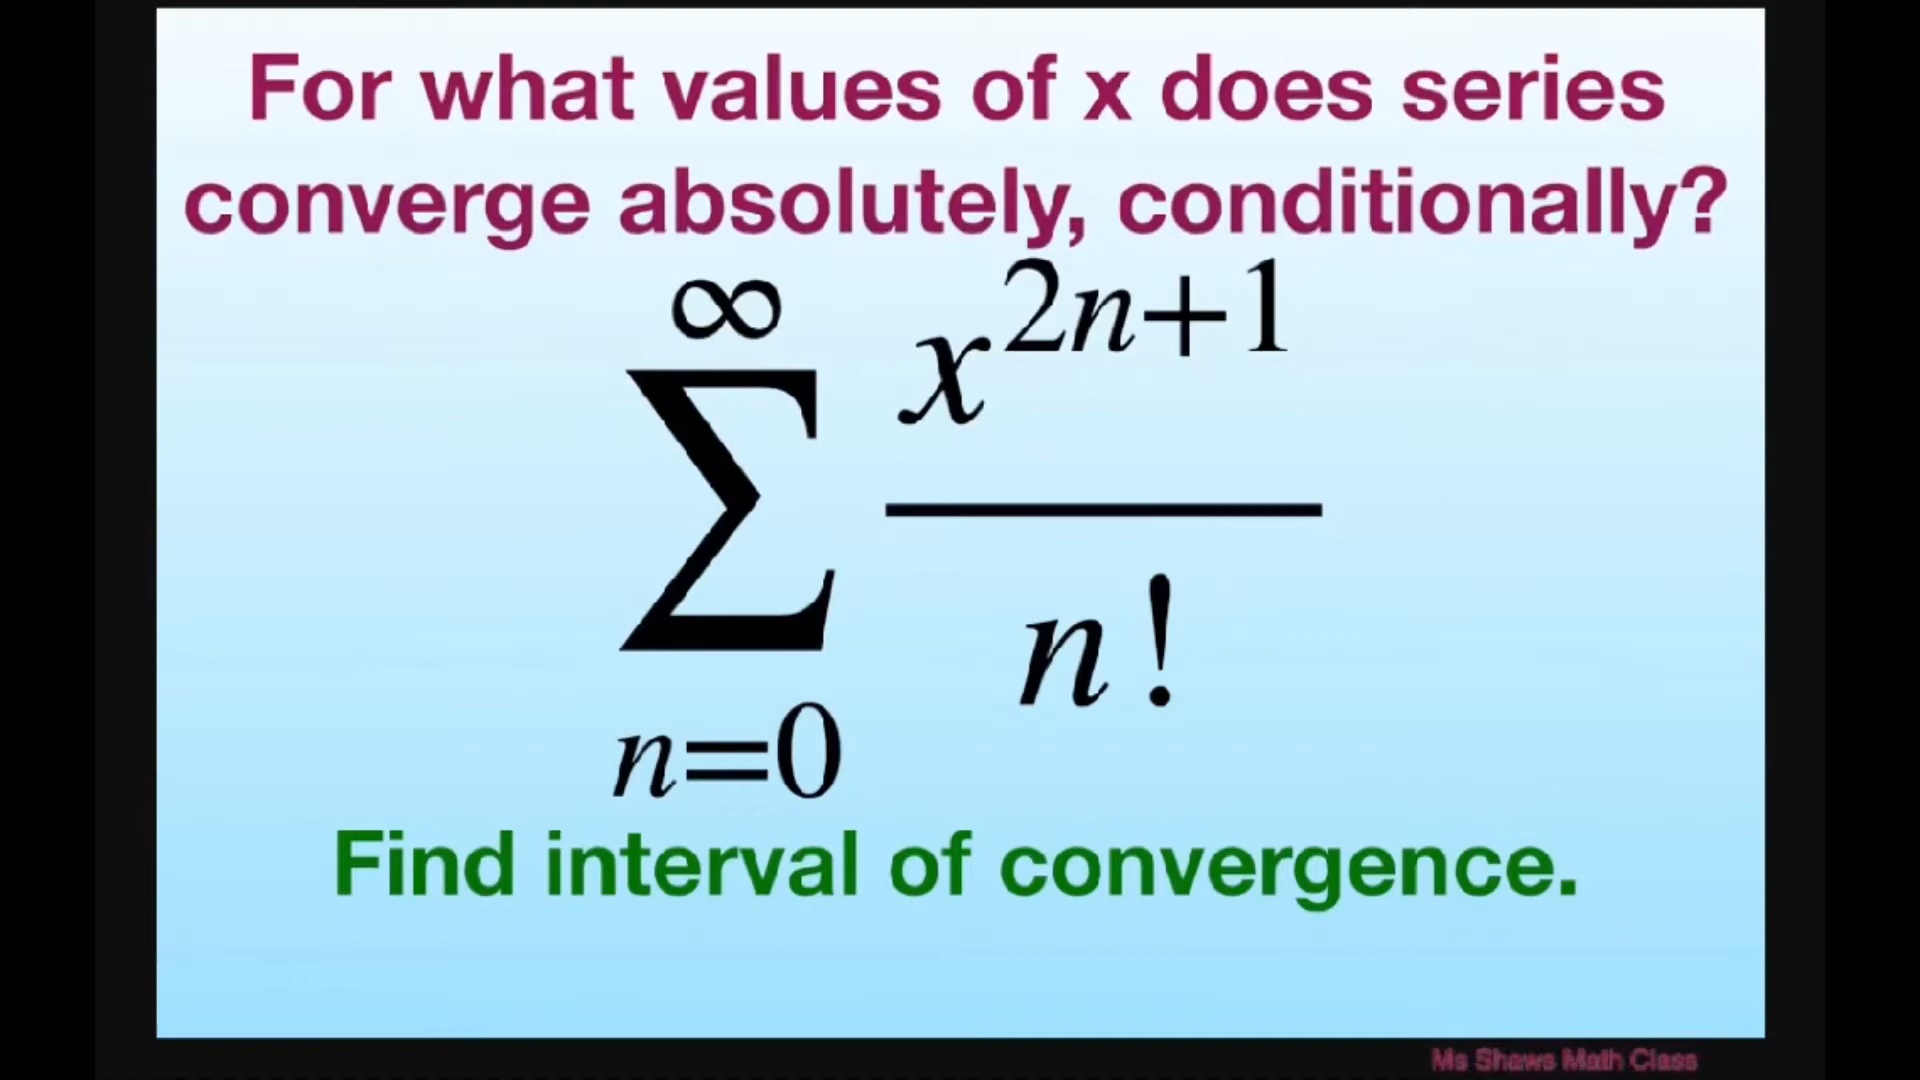 For what values of x does series
converge absolutely, conditionally?
∞
Σ x^{2n+1} / n!
n=0
Find interval of convergence.
Ms Shaws Math Class